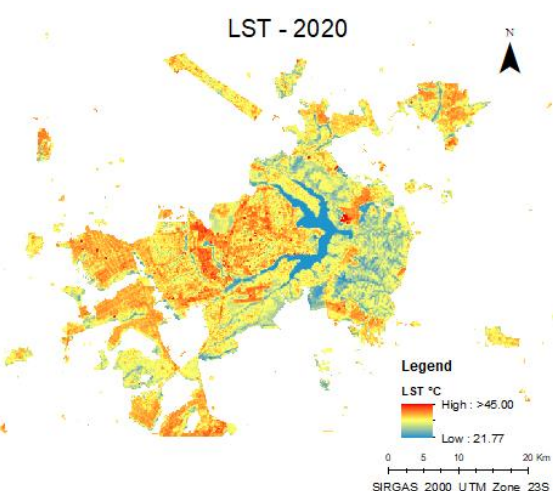 LST - 2020
N
Legend
LST °C
High : >45.00
Low : 21.77
0 5 10 20 Km
SIRGAS 2000 UTM Zone 23S